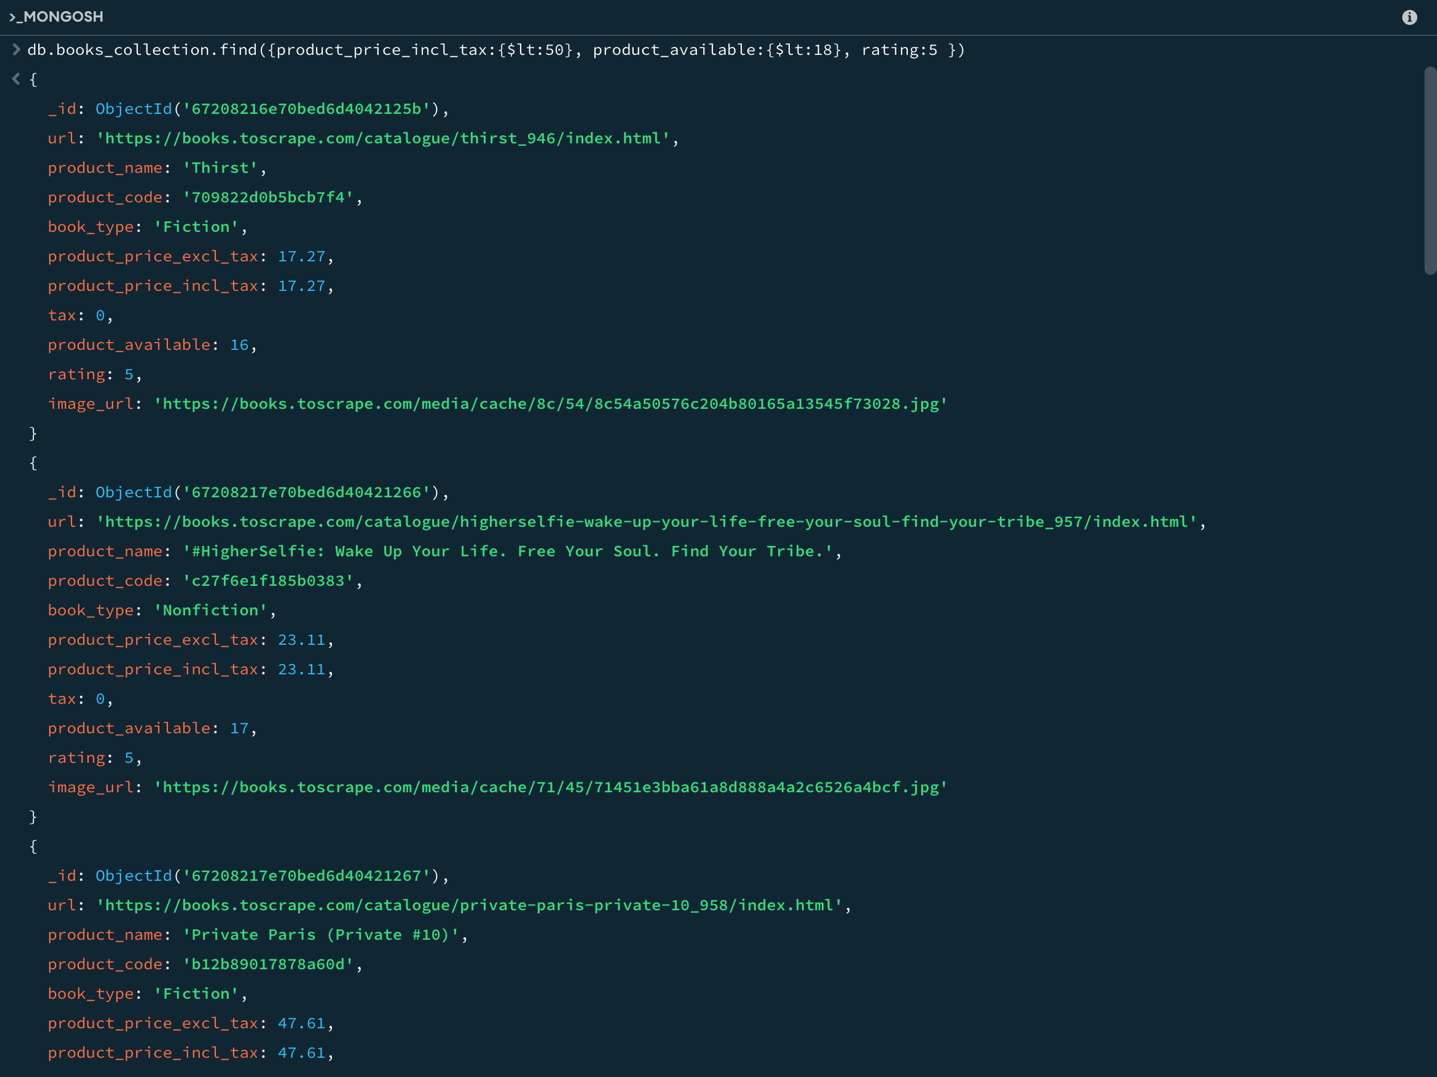 >_MONGOSH
> db.books_collection.find({product_price_incl_tax:{$lt:50}, product_available:{$lt:18}, rating:5 })
< {
_id: ObjectId('67208216e70bed6d4042125b'),
url: 'https://books.toscrape.com/catalogue/thirst_946/index.html',
product_name: 'Thirst',
product_code: '709822d0b5bcb7f4',
book_type: 'Fiction',
product_price_excl_tax: 17.27,
product_price_incl_tax: 17.27,
tax: 0,
product_available: 16,
rating: 5,
image_url: 'https://books.toscrape.com/media/cache/8c/54/8c54a50576c204b80165a13545f73028.jpg'
}
{
_id: ObjectId('67208217e70bed6d40421266'),
url: 'https://books.toscrape.com/catalogue/higherselfie-wake-up-your-life-free-your-soul-find-your-tribe_957/index.html',
product_name: '#HigherSelfie: Wake Up Your Life. Free Your Soul. Find Your Tribe.',
product_code: 'c27f6e1f185b0383',
book_type: 'Nonfiction',
product_price_excl_tax: 23.11,
product_price_incl_tax: 23.11,
tax: 0,
product_available: 17,
rating: 5,
image_url: 'https://books.toscrape.com/media/cache/71/45/71451e3bba61a8d888a4a2c6526a4bcf.jpg'
}
{
_id: ObjectId('67208217e70bed6d40421267'),
url: 'https://books.toscrape.com/catalogue/private-paris-private-10_958/index.html',
product_name: 'Private Paris (Private #10)',
product_code: 'b12b89017878a60d',
book_type: 'Fiction',
product_price_excl_tax: 47.61,
product_price_incl_tax: 47.61,